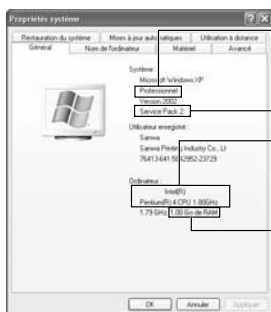 Propriétés système
Restauration du système
Mises à jour automatiques
Utilisation à distance
Général
Nom de l'ordinateur
Matériel
Avancé
Système :
Microsoft Windows XP
Professionnel
Version 2002
Service Pack 2
Utilisateur enregistré :
Sanwa
Sanwa Printing Industry Co., Lt
Ordinateur :
Intel(R)
Pentium(R) 4 CPU 1.80GHz
1.79 GHz, 1,00 Go de RAM
OK
Annuler
Appliquer